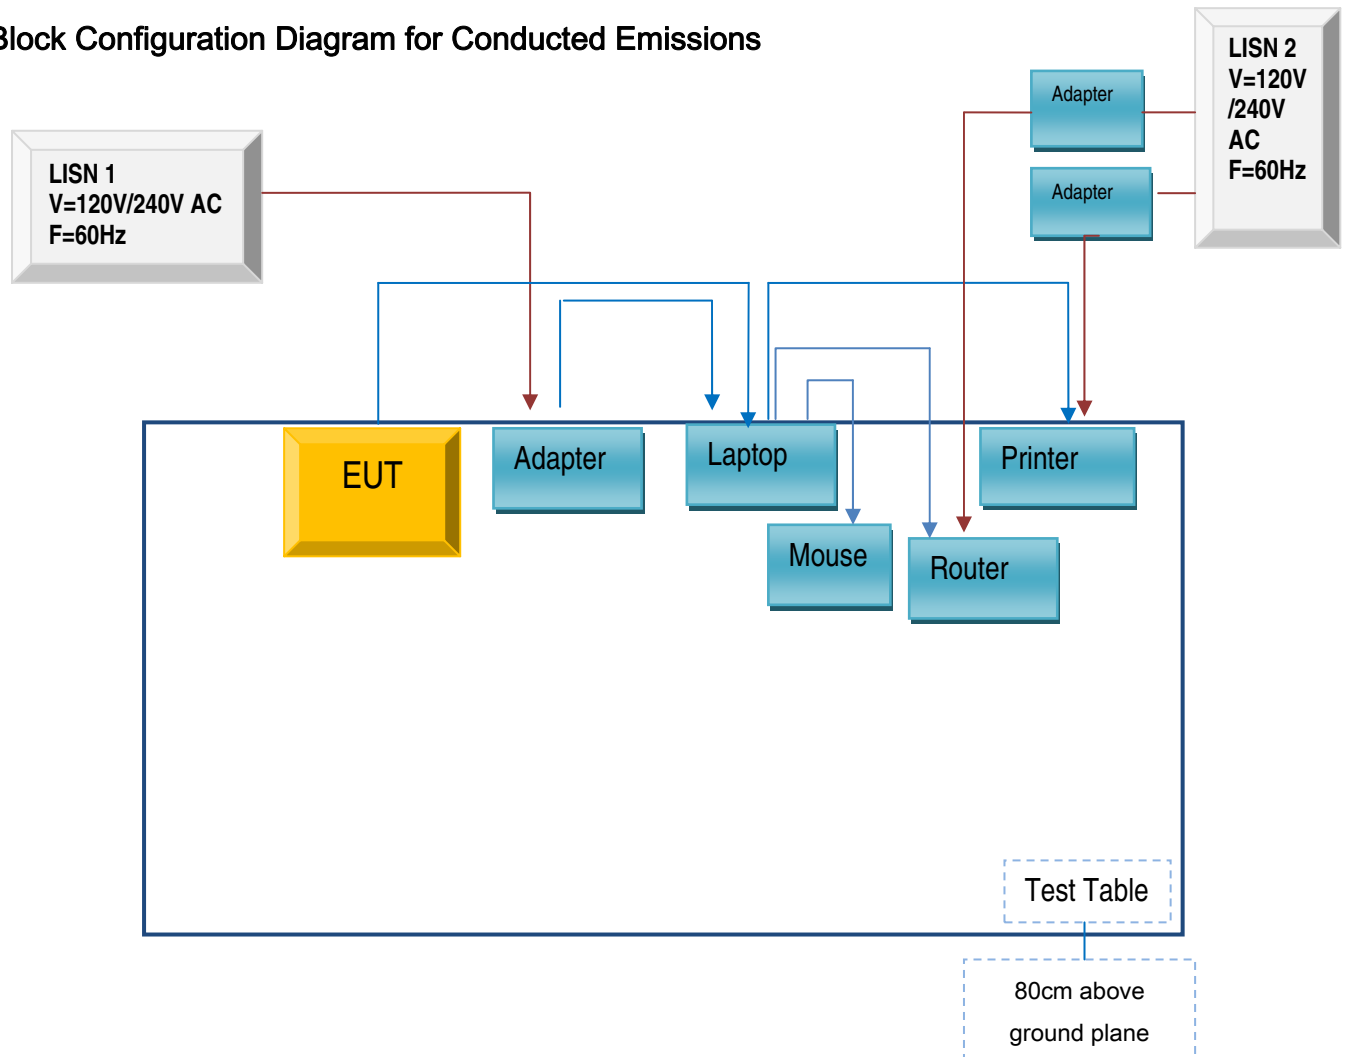 Block Configuration Diagram for Conducted Emissions
LISN 2
V=120V
/240V
AC
F=60Hz
Adapter
Adapter
LISN 1
V=120V/240V AC
F=60Hz
EUT
Adapter
Laptop
Printer
Mouse
Router
Test Table
80cm above
ground plane